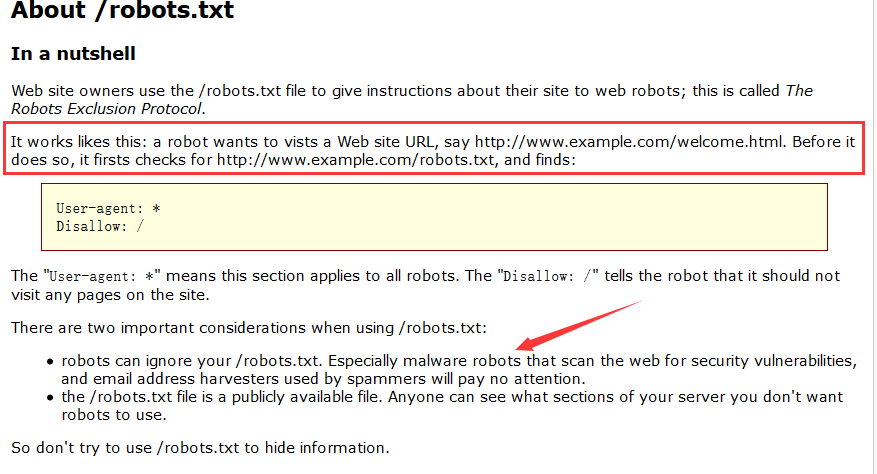 About /robots.txt
In a nutshell
Web site owners use the /robots.txt file to give instructions about their site to web robots; this is called The
Robots Exclusion Protocol.
It works likes this: a robot wants to vists a Web site URL, say http://www.example.com/welcome.html. Before it
does so, it firsts checks for http://www.example.com/robots.txt, and finds:
User-agent: *
Disallow: /
The "User-agent: *" means this section applies to all robots. The "Disallow: /" tells the robot that it should not
visit any pages on the site.
There are two important considerations when using /robots.txt:
• robots can ignore your /robots.txt. Especially malware robots that scan the web for security vulnerabilities,
and email address harvesters used by spammers will pay no attention.
• the /robots.txt file is a publicly available file. Anyone can see what sections of your server you don't want
robots to use.
So don't try to use /robots.txt to hide information.